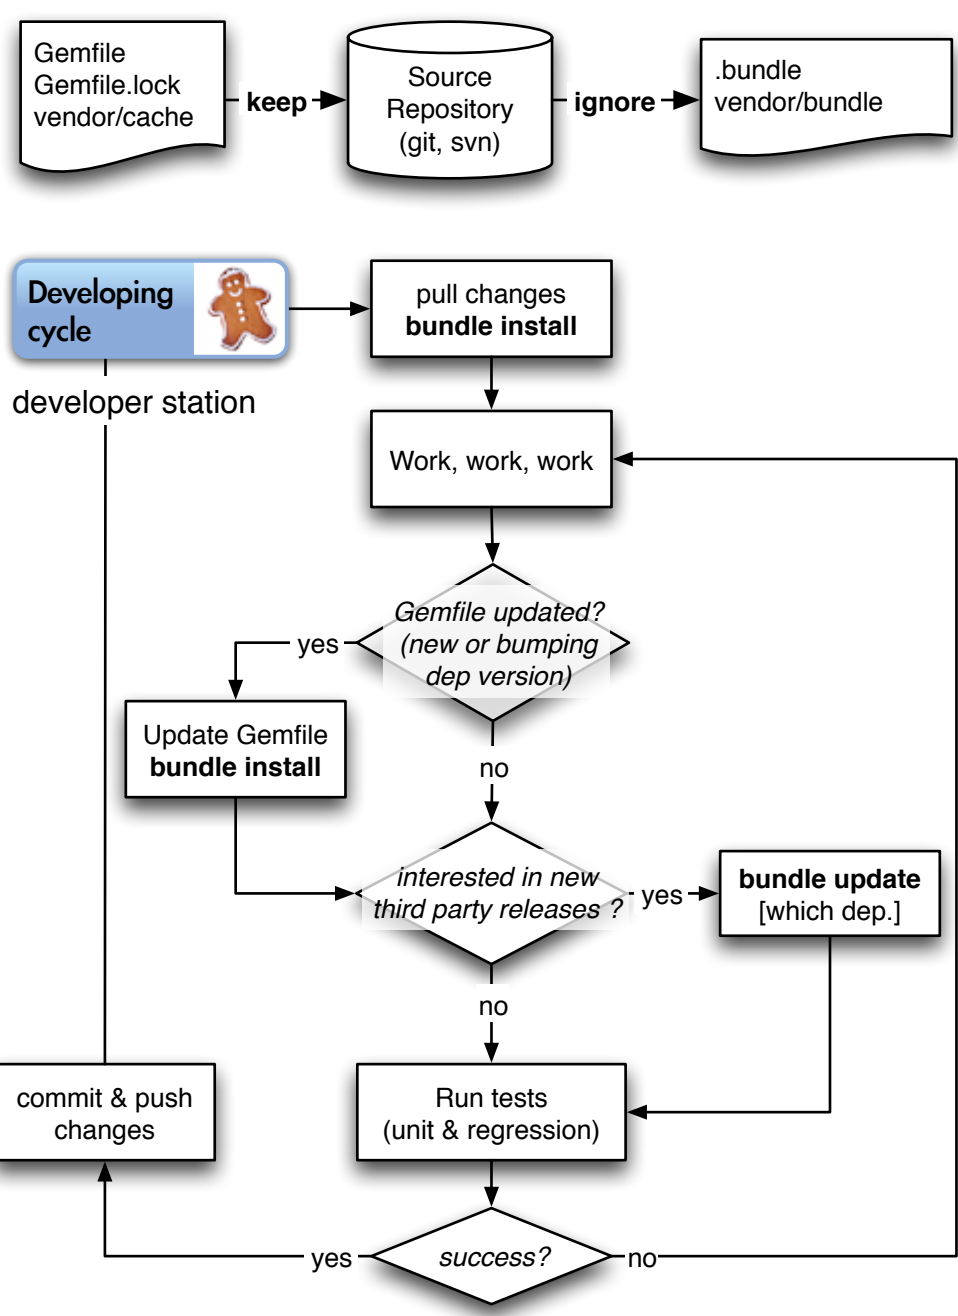 Gemfile
Gemfile.lock
vendor/cache
keep
Source
Repository
(git, svn)
ignore
.bundle
vendor/bundle
Developing
cycle
pull changes
bundle install
developer station
Work, work, work
Gemfile updated?
(new or bumping
dep version)
yes
Update Gemfile
bundle install
no
interested in new
third party releases ?
yes
bundle update
[which dep.]
no
commit & push
changes
Run tests
(unit & regression)
yes
success?
no